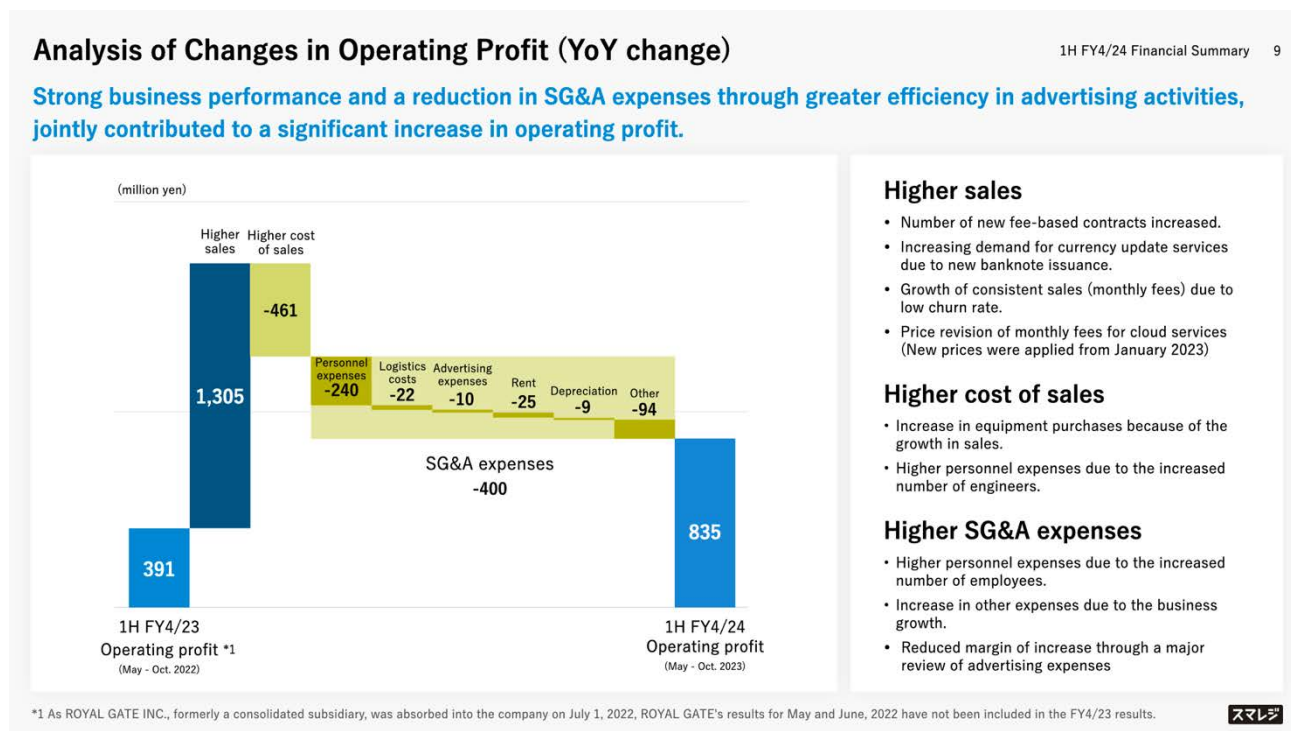 Analysis of Changes in Operating Profit (YoY change)
1H FY4/24 Financial Summary 9
Strong business performance and a reduction in SG&A expenses through greater efficiency in advertising activities,
jointly contributed to a significant increase in operating profit.
(million yen)
Higher
sales
Higher cost
of sales
-461
1,305
391
Personnel
expenses
-240
Logistics
costs
-22
Advertising
expenses
-10
Rent
-25
Depreciation
-9
Other
-94
SG&A expenses
-400
835
1H FY4/23
Operating profit *1
(May - Oct. 2022)
1H FY4/24
Operating profit
(May - Oct. 2023)
Higher sales
• Number of new fee-based contracts increased.
• Increasing demand for currency update services
due to new banknote issuance.
• Growth of consistent sales (monthly fees) due to
low churn rate.
• Price revision of monthly fees for cloud services
(New prices were applied from January 2023)
Higher cost of sales
• Increase in equipment purchases because of the
growth in sales.
• Higher personnel expenses due to the increased
number of engineers.
Higher SG&A expenses
• Higher personnel expenses due to the increased
number of employees.
• Increase in other expenses due to the business
growth.
• Reduced margin of increase through a major
review of advertising expenses
*1 As ROYAL GATE INC., formerly a consolidated subsidiary, was absorbed into the company on July 1, 2022, ROYAL GATE's results for May and June, 2022 have not been included in the FY4/23 results.
スマレジ